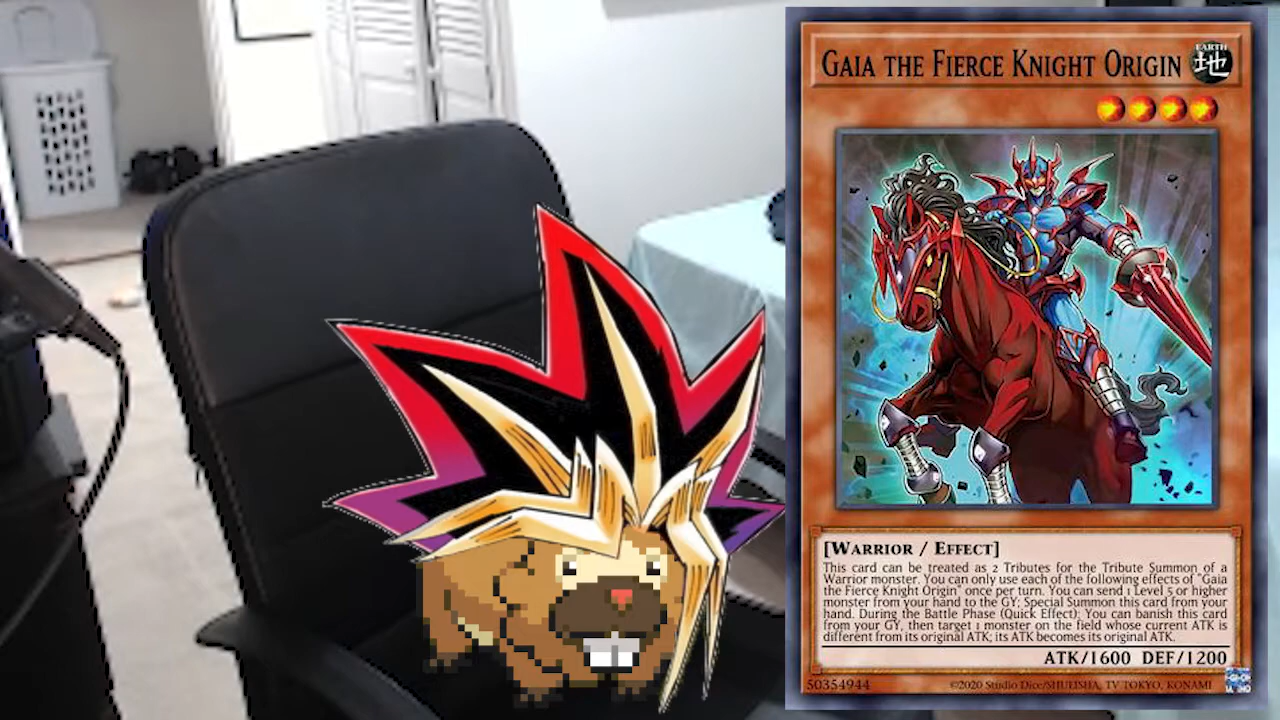 GAIA THE FIERCE KNIGHT ORIGIN
EARTH
地
[WARRIOR / EFFECT]
This card can be treated as 2 Tributes for the Tribute Summon of a
Warrior monster. You can only use each of the following effects of "Gaia
the Fierce Knight Origin" once per turn. You can send 1 Level 5 or higher
monster from your hand to the GY; Special Summon this card from your
hand. During the Battle Phase (Quick Effect): You can banish this card
from your GY, then target 1 monster on the field whose current ATK is
different from its original ATK; its ATK becomes its original ATK.
ATK/1600 DEF/1200
50354944 ©2020 Studio Dice/SHUEISHA, TV TOKYO, KONAMI